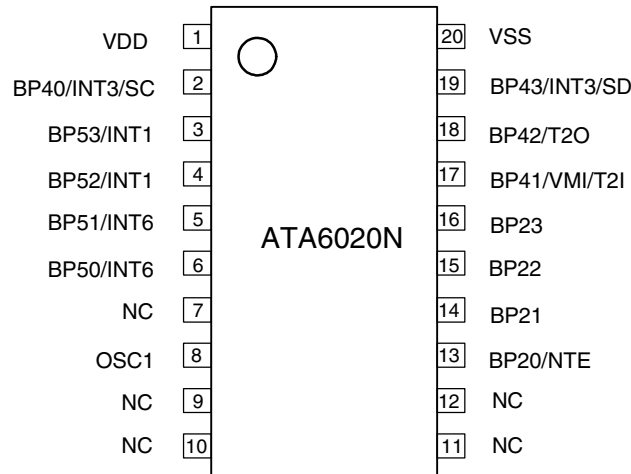 VDD 1 20 VSS
BP40/INT3/SC 2 19 BP43/INT3/SD
BP53/INT1 3 18 BP42/T2O
BP52/INT1 4 17 BP41/VMI/T2I
BP51/INT6 5 16 BP23
ATA6020N
BP50/INT6 6 15 BP22
NC 7 14 BP21
OSC1 8 13 BP20/NTE
NC 9 12 NC
NC 10 11 NC